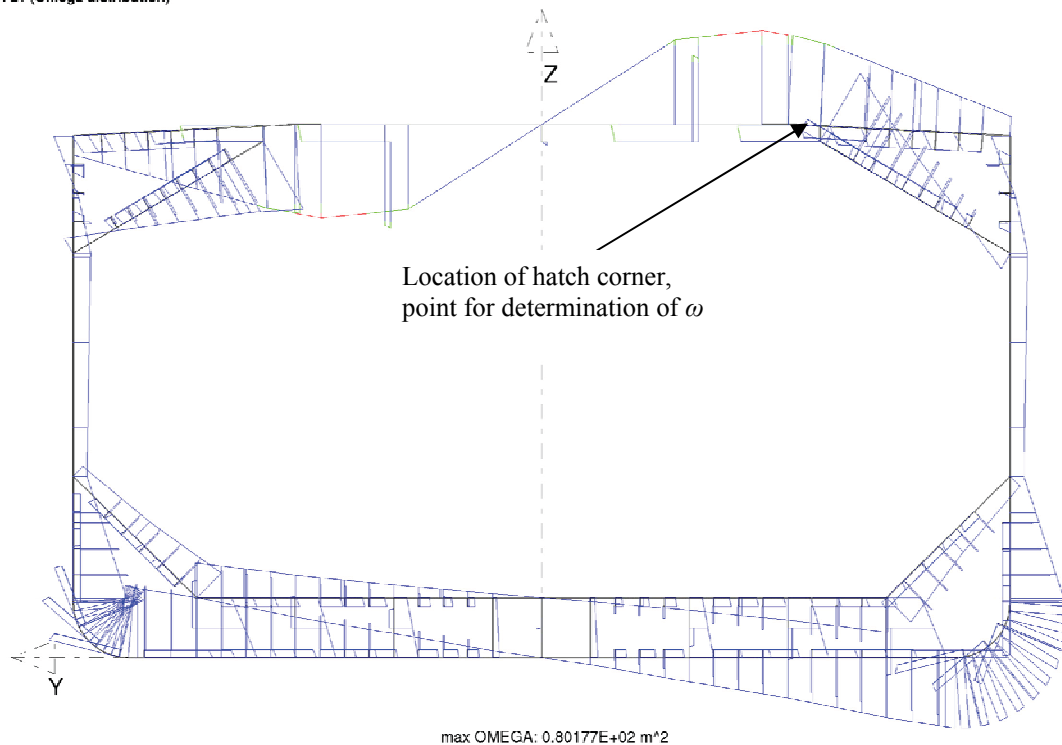 Z
Location of hatch corner,
point for determination of ω
Y
max OMEGA: 0.80177E+02 m^2